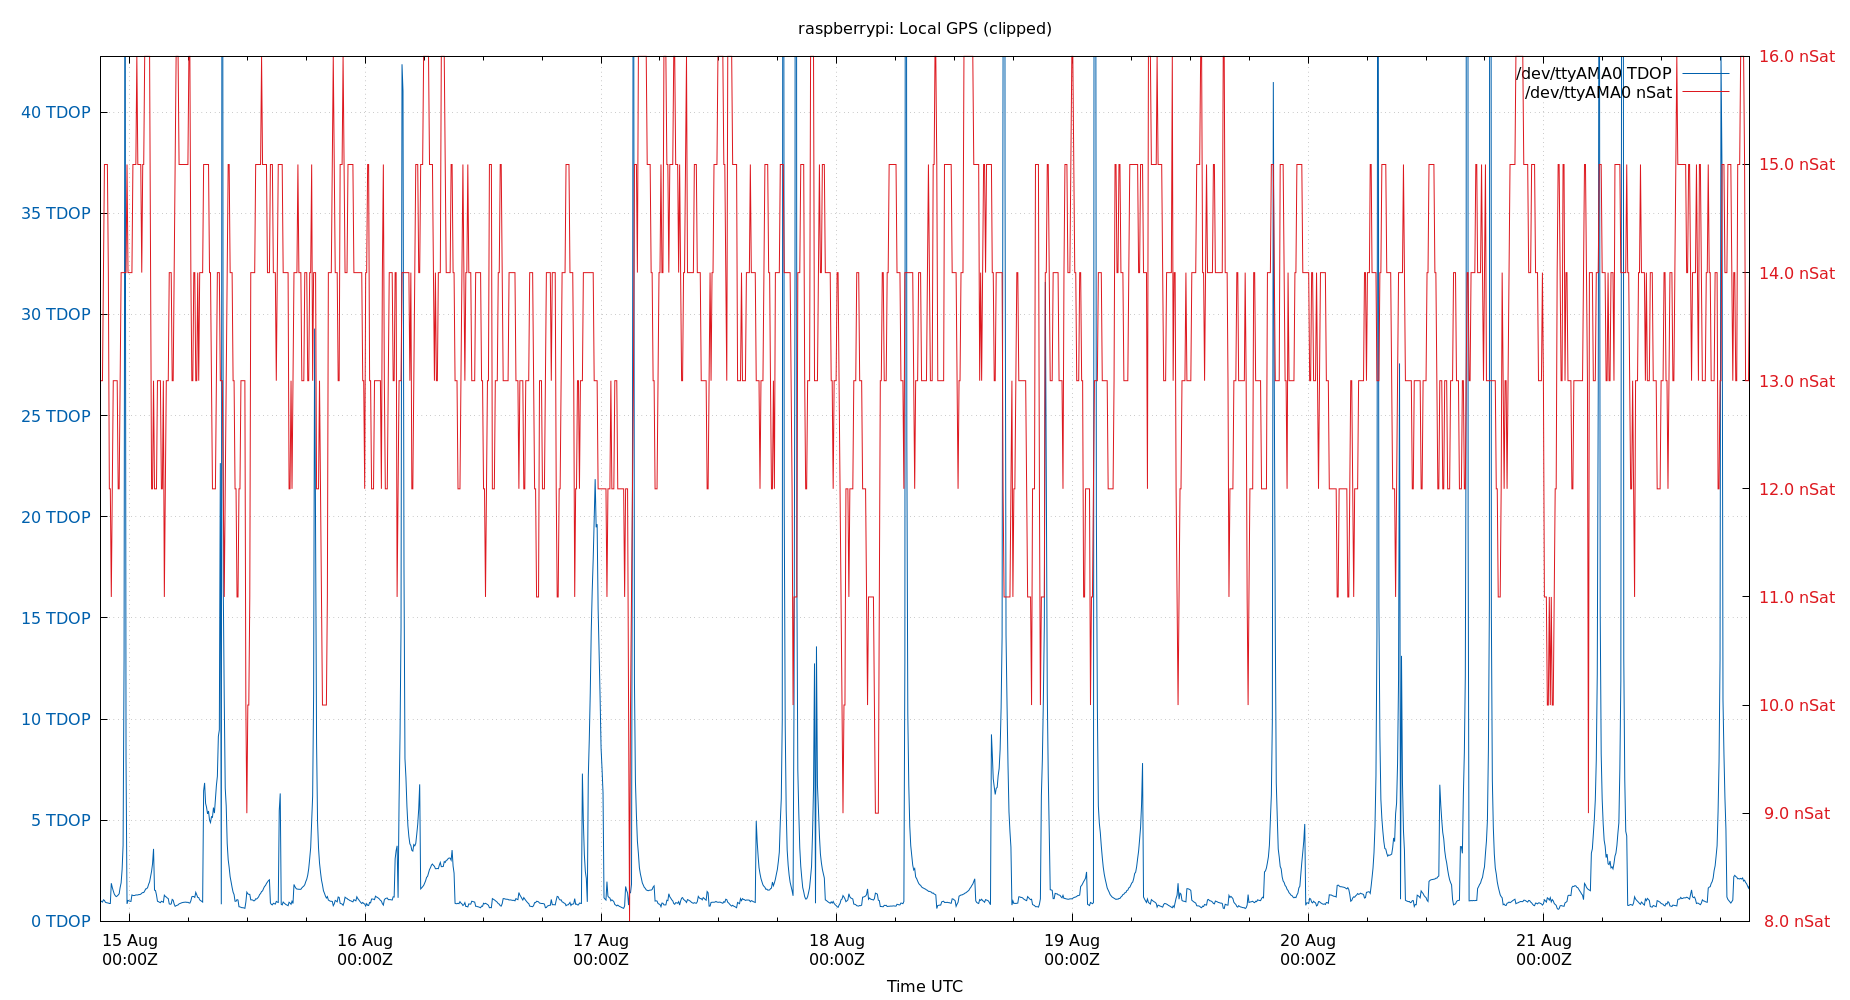 raspberrypi: Local GPS (clipped)
/dev/ttyAMA0 TDOP
/dev/ttyAMA0 nSat
40 TDOP
35 TDOP
30 TDOP
25 TDOP
20 TDOP
15 TDOP
10 TDOP
5 TDOP
0 TDOP
16.0 nSat
15.0 nSat
14.0 nSat
13.0 nSat
12.0 nSat
11.0 nSat
10.0 nSat
9.0 nSat
8.0 nSat
15 Aug
00:00Z
16 Aug
00:00Z
17 Aug
00:00Z
18 Aug
00:00Z
19 Aug
00:00Z
20 Aug
00:00Z
21 Aug
00:00Z
Time UTC